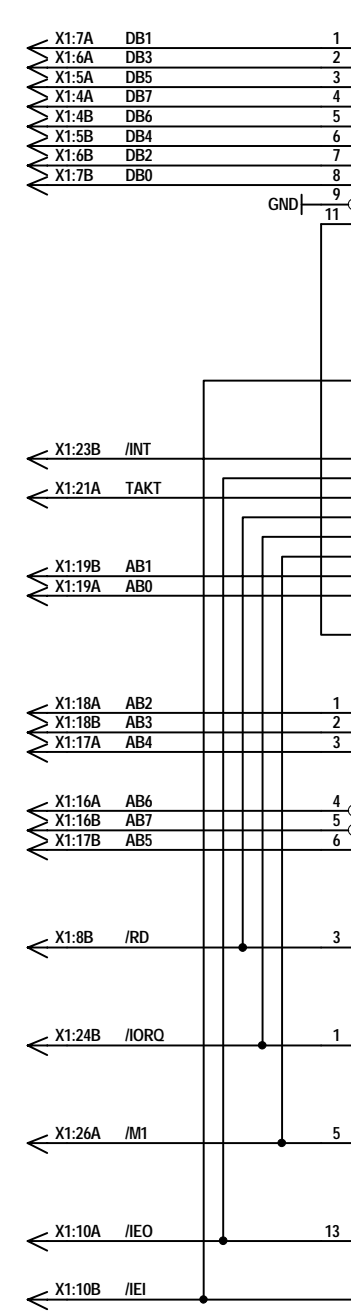 X1:7A DB1 1
X1:6A DB3 2
X1:5A DB5 3
X1:4A DB7 4
X1:4B DB6 5
X1:5B DB4 6
X1:6B DB2 7
X1:7B DB0 8
GND 9
11
X1:23B /INT
X1:21A TAKT
X1:19B AB1
X1:19A AB0
X1:18A AB2 1
X1:18B AB3 2
X1:17A AB4 3
X1:16A AB6 4
X1:16B AB7 5
X1:17B AB5 6
X1:8B /RD 3
X1:24B /IORQ 1
X1:26A /M1 5
X1:10A /IEO 13
X1:10B /IEI